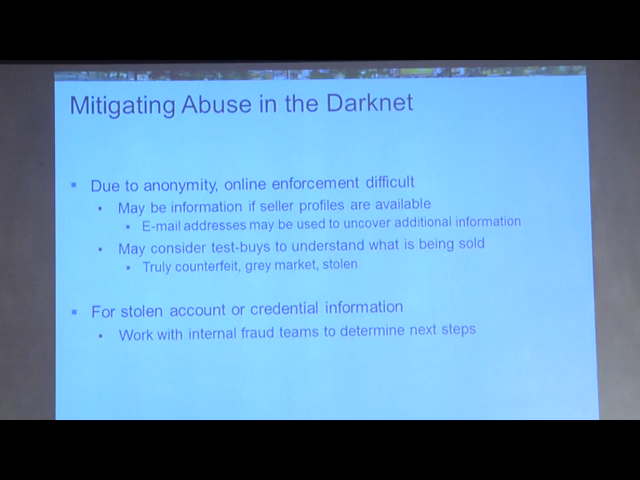 Mitigating Abuse in the Darknet
▪ Due to anonymity, online enforcement difficult
• May be information if seller profiles are available
▪ E-mail addresses may be used to uncover additional information
• May consider test-buys to understand what is being sold
▪ Truly counterfeit, grey market, stolen
▪ For stolen account or credential information
• Work with internal fraud teams to determine next steps